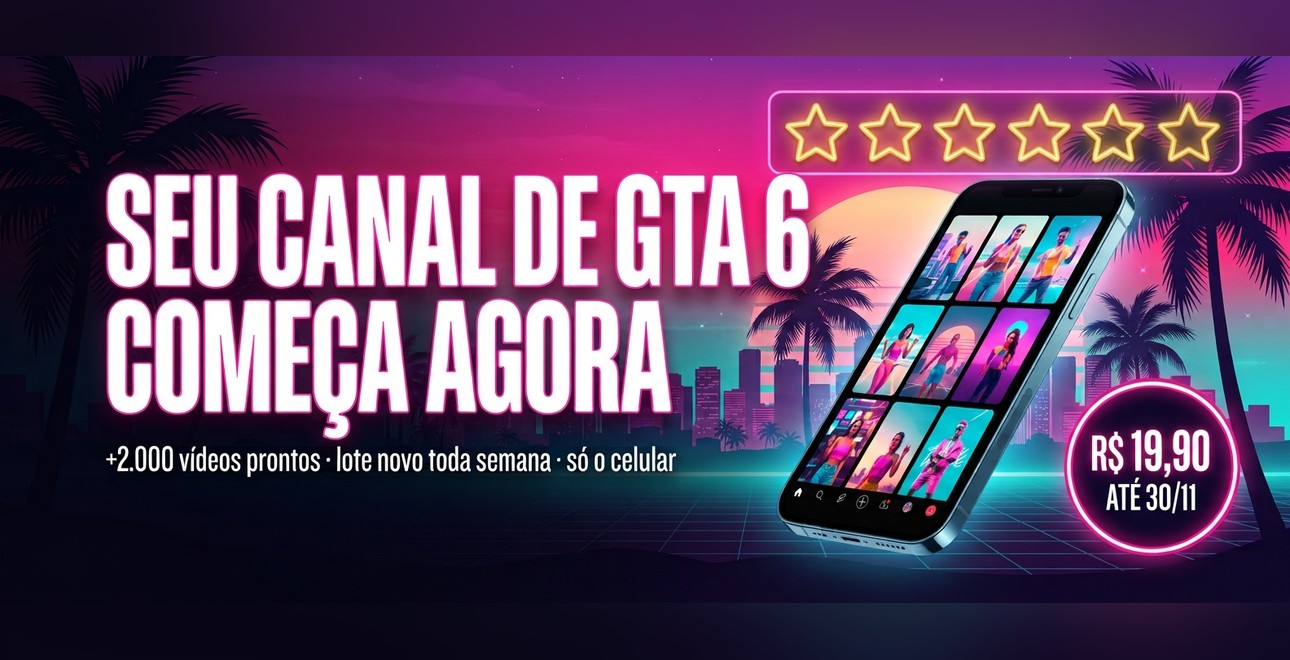 SEU CANAL DE GTA 6
COMEÇA AGORA
+2.000 vídeos prontos · lote novo toda semana · só o celular
R$ 19,90
ATÉ 30/11